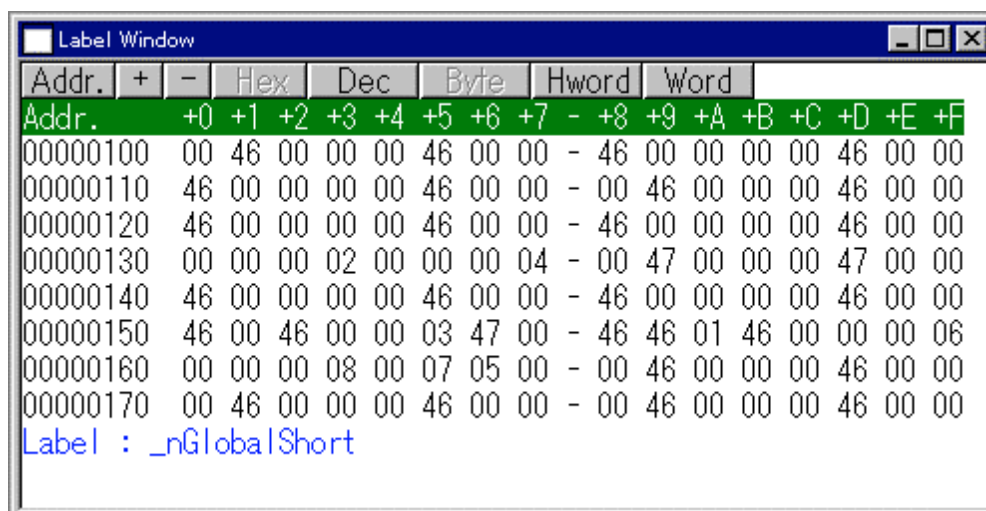 Label Window
Addr. + - Hex Dec Byte Hword Word
Addr. +0 +1 +2 +3 +4 +5 +6 +7 - +8 +9 +A +B +C +D +E +F
00000100 00 46 00 00 00 46 00 00 - 46 00 00 00 00 46 00 00
00000110 46 00 00 00 00 46 00 00 - 00 46 00 00 00 46 00 00
00000120 46 00 00 00 00 46 00 00 - 46 00 00 00 00 46 00 00
00000130 00 00 00 02 00 00 00 04 - 00 47 00 00 00 47 00 00
00000140 46 00 00 00 00 46 00 00 - 46 00 00 00 00 46 00 00
00000150 46 00 46 00 00 03 47 00 - 46 46 01 46 00 00 00 06
00000160 00 00 00 08 00 07 05 00 - 00 46 00 00 00 46 00 00
00000170 00 46 00 00 00 46 00 00 - 00 46 00 00 00 46 00 00
Label : _nGlobalShort